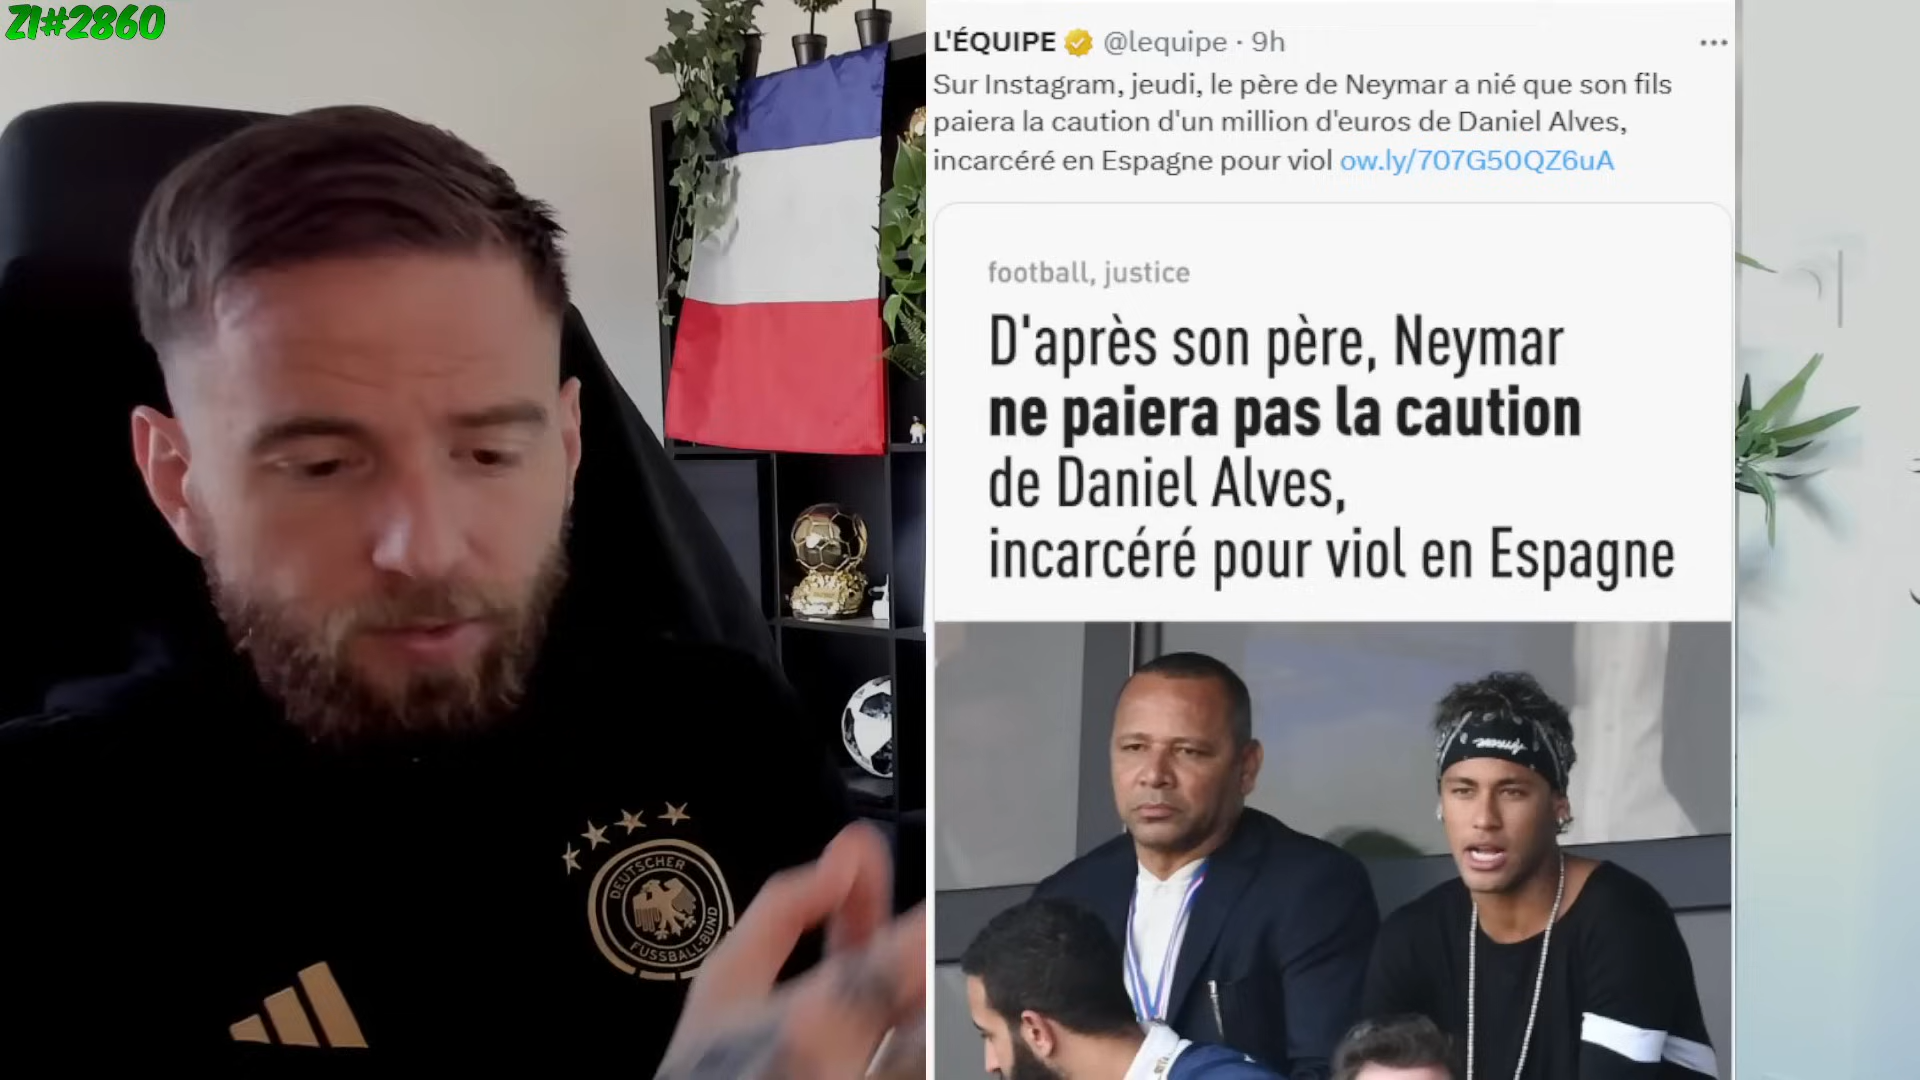 ZI#2860
L'ÉQUIPE @lequipe · 9h
Sur Instagram, jeudi, le père de Neymar a nié que son fils
paiera la caution d'un million d'euros de Daniel Alves,
incarcéré en Espagne pour viol ow.ly/707G50QZ6uA
football, justice
D'après son père, Neymar
ne paiera pas la caution
de Daniel Alves,
incarcéré pour viol en Espagne
DEUTSCHER
FUSSBALL-BUND